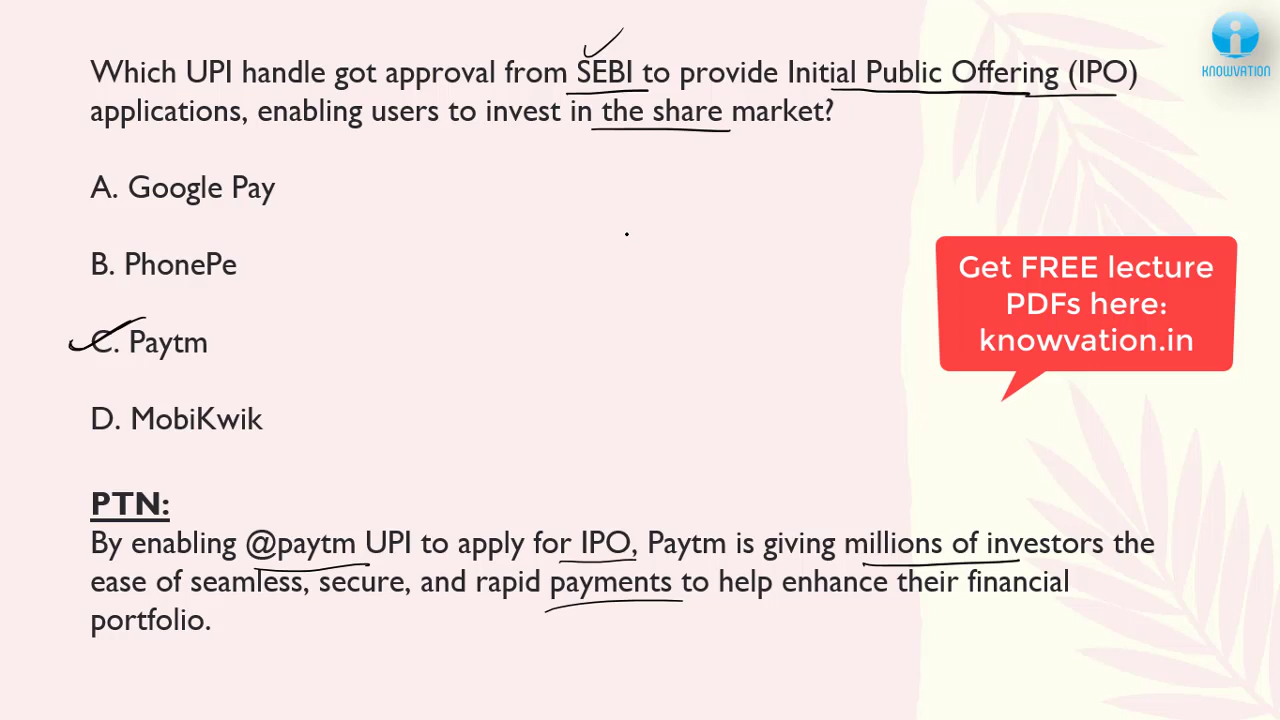 Which UPI handle got approval from SEBI to provide Initial Public Offering (IPO)
applications, enabling users to invest in the share market?
A. Google Pay
B. PhonePe
C. Paytm
D. MobiKwik
PTN:
By enabling @paytm UPI to apply for IPO, Paytm is giving millions of investors the
ease of seamless, secure, and rapid payments to help enhance their financial
portfolio.
KNOWVATION
Get FREE lecture
PDFs here:
knowvation.in